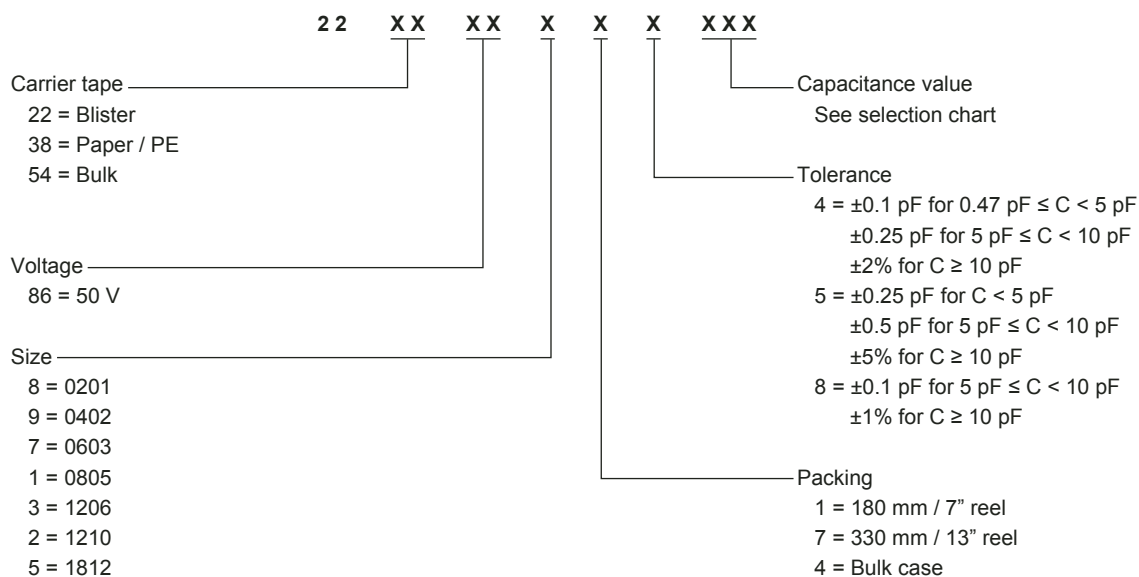 22 XX XX X X X XXX
Carrier tape
22 = Blister
38 = Paper / PE
54 = Bulk
Voltage
86 = 50 V
Size
8 = 0201
9 = 0402
7 = 0603
1 = 0805
3 = 1206
2 = 1210
5 = 1812
Capacitance value
See selection chart
Tolerance
4 = ±0.1 pF for 0.47 pF ≤ C < 5 pF
±0.25 pF for 5 pF ≤ C < 10 pF
±2% for C ≥ 10 pF
5 = ±0.25 pF for C < 5 pF
±0.5 pF for 5 pF ≤ C < 10 pF
±5% for C ≥ 10 pF
8 = ±0.1 pF for 5 pF ≤ C < 10 pF
±1% for C ≥ 10 pF
Packing
1 = 180 mm / 7” reel
7 = 330 mm / 13” reel
4 = Bulk case